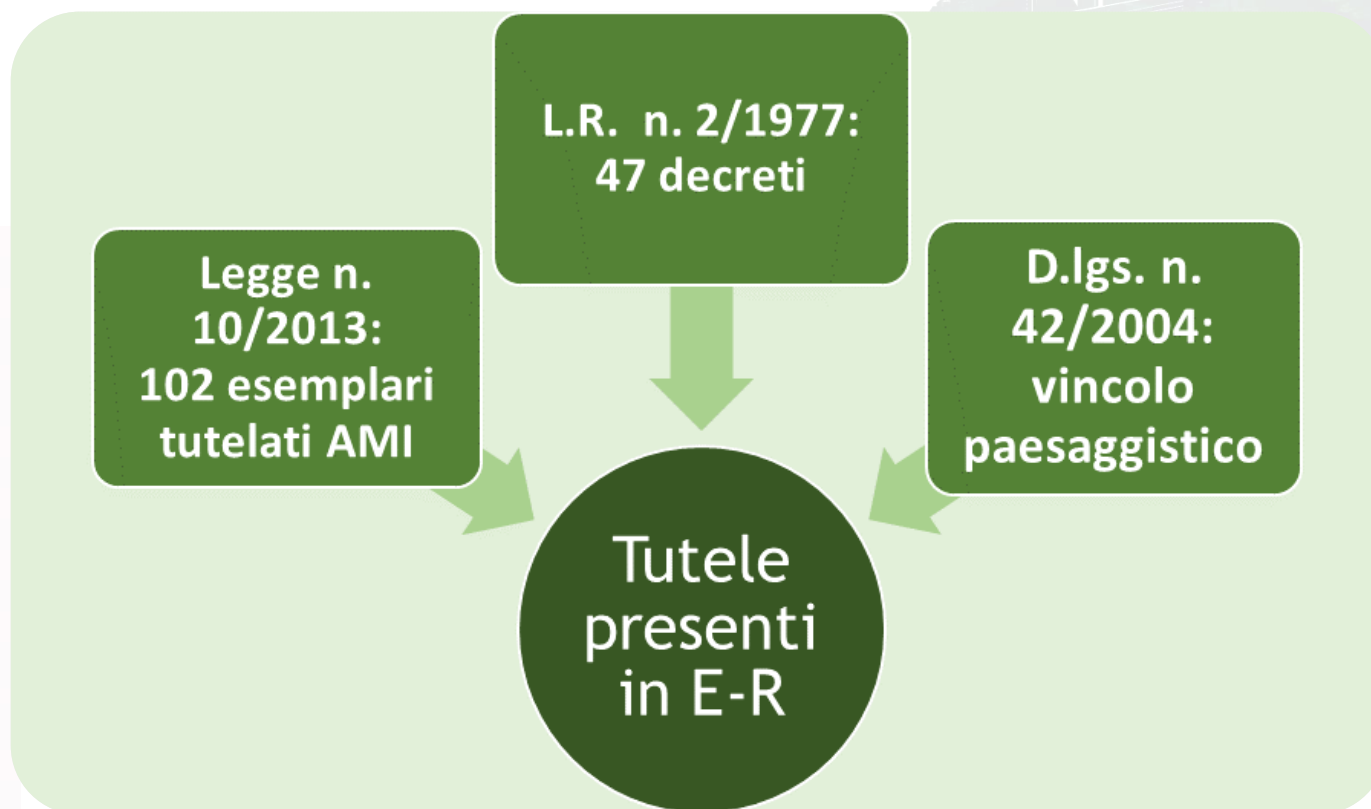 L.R. n. 2/1977:
47 decreti
Legge n.
10/2013:
102 esemplari
tutelati AMI
D.lgs. n.
42/2004:
vincolo
paesaggistico
Tutele
presenti
in E-R